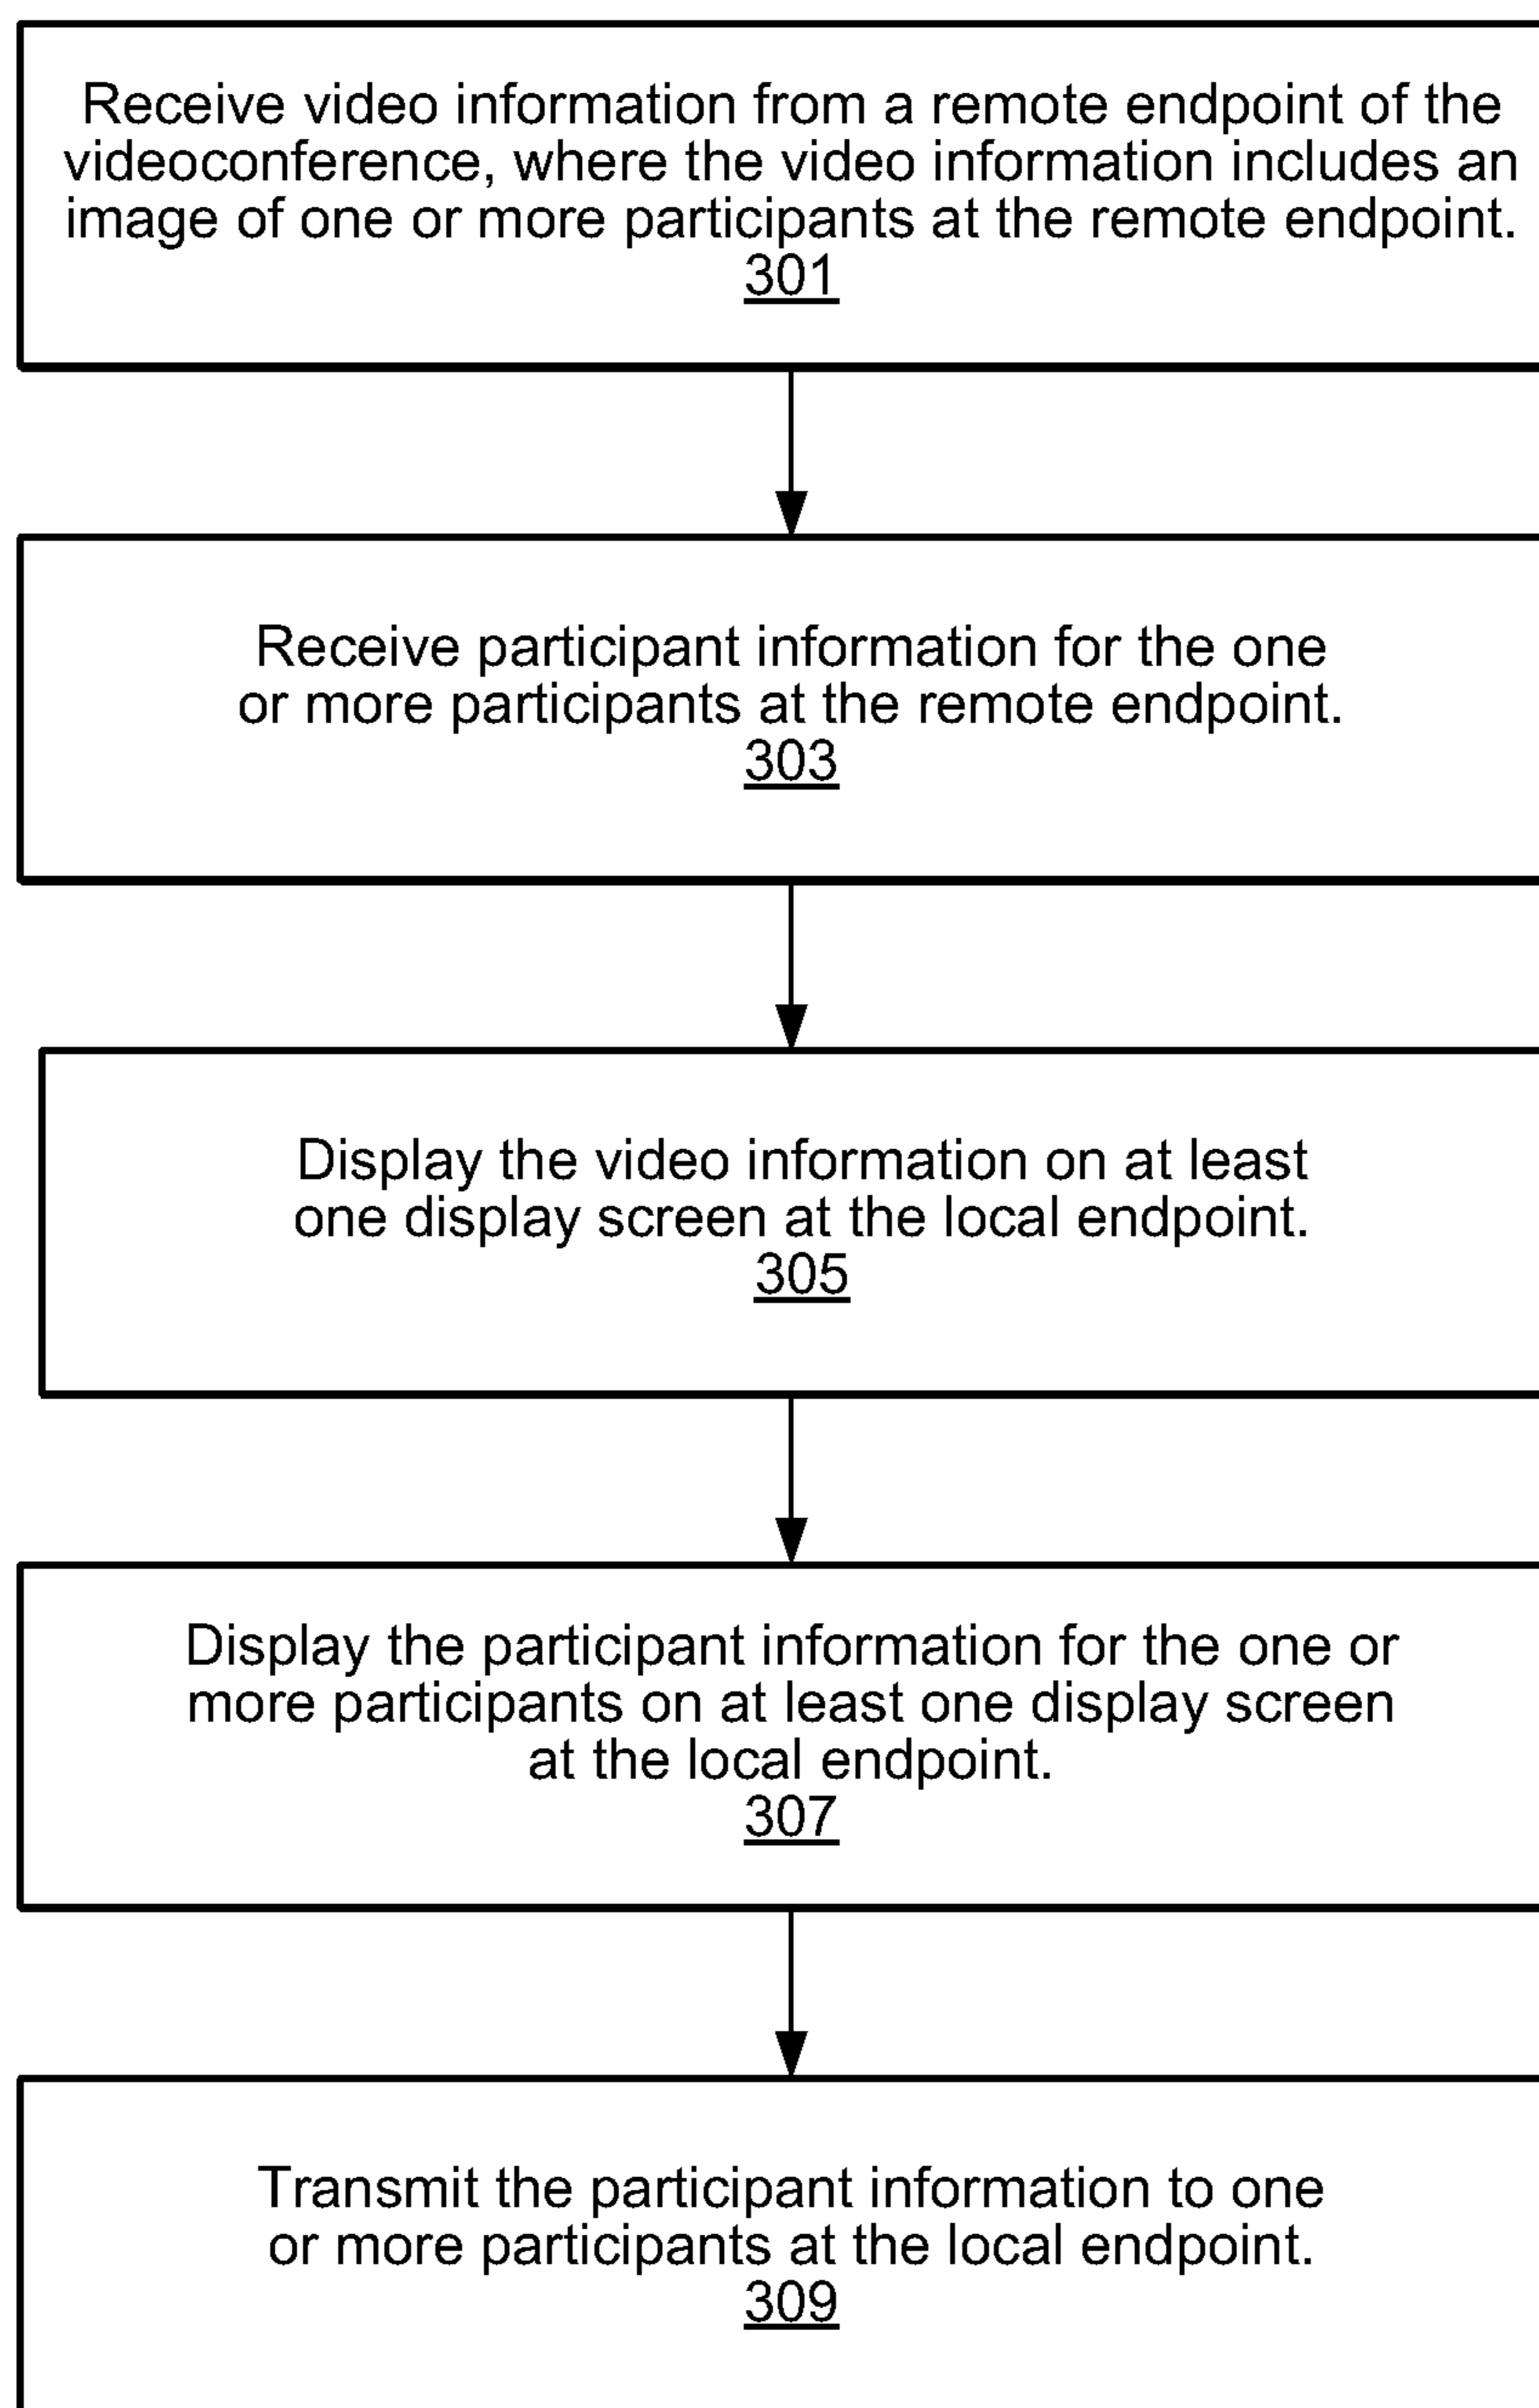 Receive video information from a remote endpoint of the
videoconference, where the video information includes an
image of one or more participants at the remote endpoint.
301
Receive participant information for the one
or more participants at the remote endpoint.
303
Display the video information on at least
one display screen at the local endpoint.
305
Display the participant information for the one or
more participants on at least one display screen
at the local endpoint.
307
Transmit the participant information to one
or more participants at the local endpoint.
309